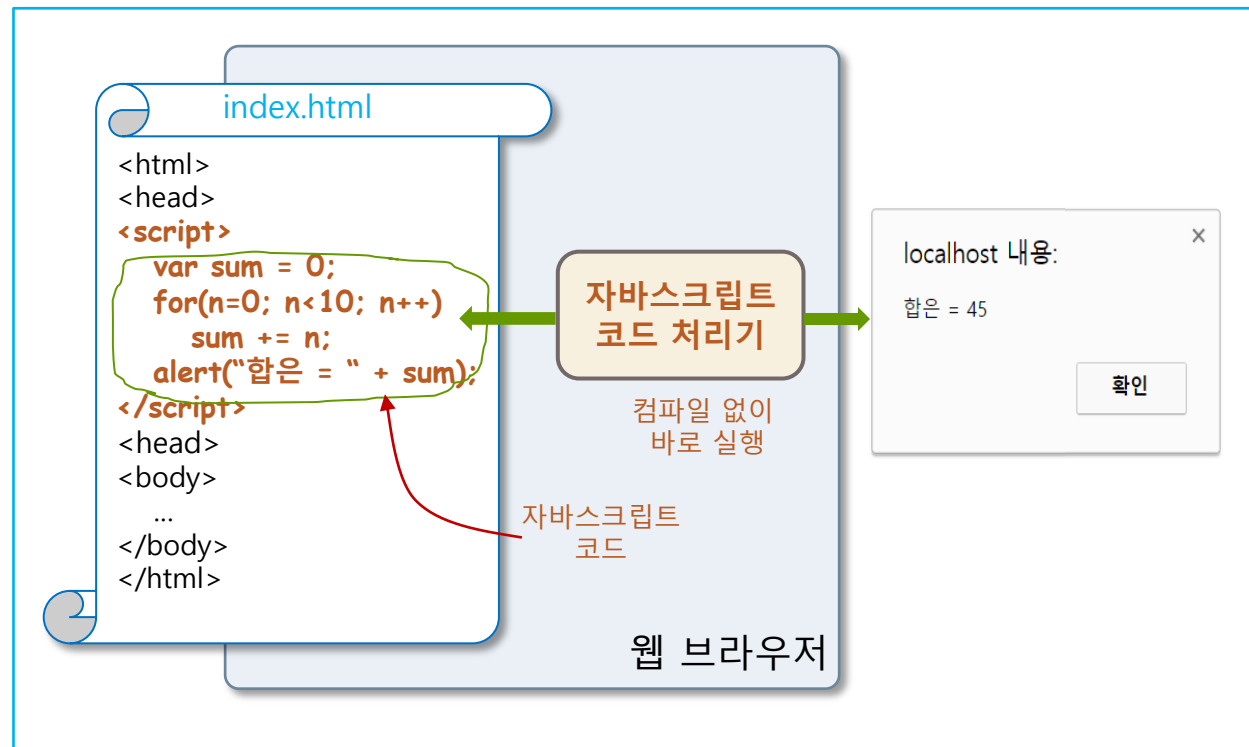 index.html
<html>
<head>
<script>
var sum = 0;
for(n=0; n<10; n++)
sum += n;
alert(“합은 = “ + sum);
</script>
<head>
<body>
...
</body>
</html>
자바스크립트
코드 처리기
컴파일 없이
바로 실행
자바스크립트
코드
웹 브라우저
localhost 내용:
×
합은 = 45
확인